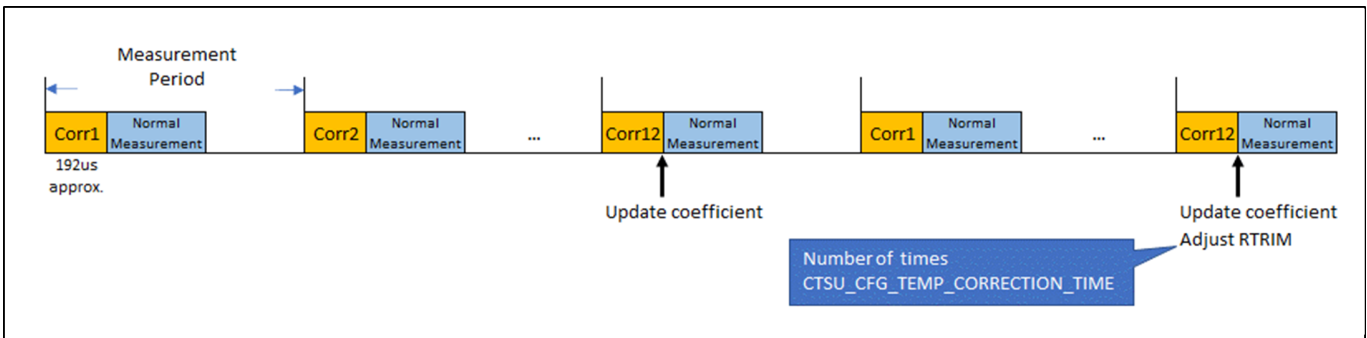 Measurement
Period
Corr1
Normal
Measurement
Corr2
Normal
Measurement
...
Corr12
Normal
Measurement
Corr1
Normal
Measurement
...
Corr12
Normal
Measurement
192us
approx.
Update coefficient
Update coefficient
Adjust RTRIM
Number of times
CTSU_CFG_TEMP_CORRECTION_TIME